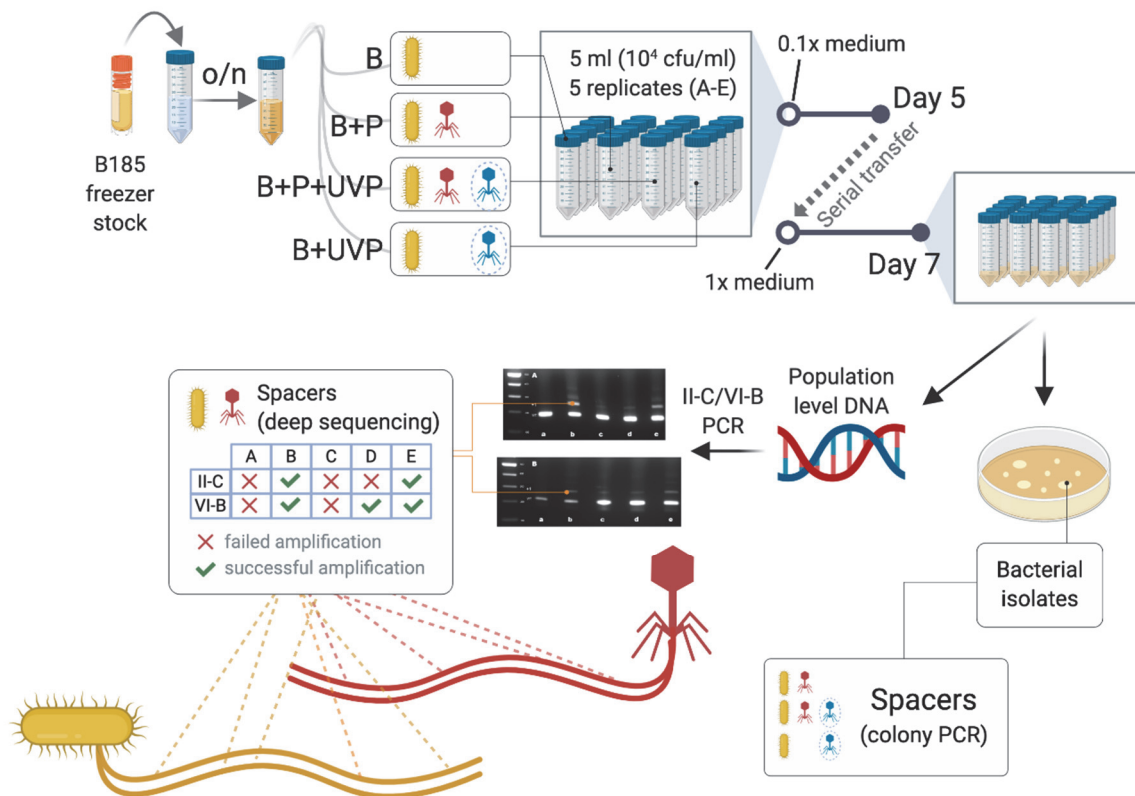 B185
freezer
stock
o/n
B
B+P
B+P+UVP
B+UVP
5 ml (10⁴ cfu/ml)
5 replicates (A-E)
0.1x medium
Day 5
Serial transfer
1x medium
Day 7
Population
level DNA
II-C/VI-B
PCR
A
a b c d e
B
a b c d e
Spacers
(deep sequencing)
A B C D E
II-C
VI-B
failed amplification
successful amplification
Bacterial
isolates
Spacers
(colony PCR)